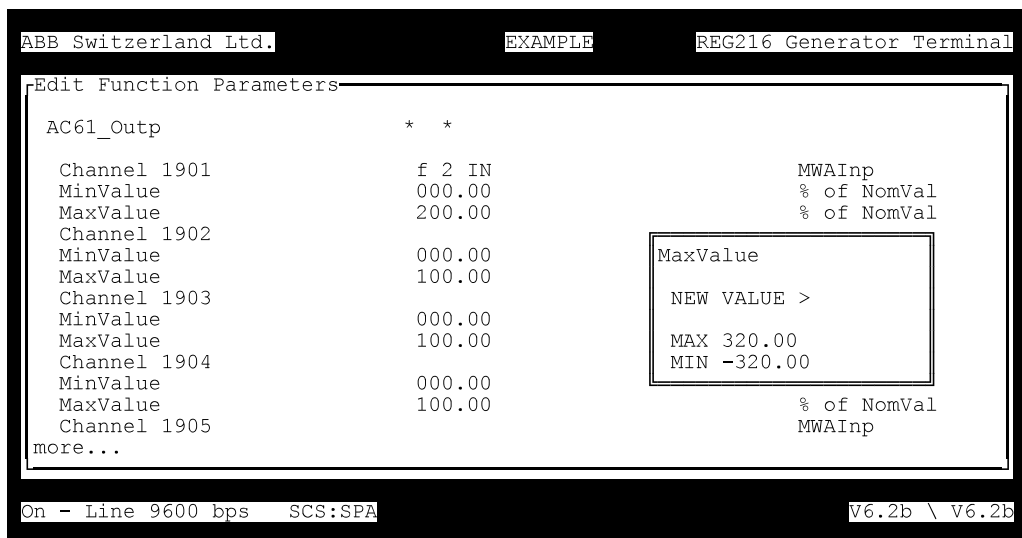 ABB Switzerland Ltd. EXAMPLE REG216 Generator Terminal
Edit Function Parameters
AC61_Outp * *
Channel 1901 f 2 IN MWAInp
MinValue 000.00 % of NomVal
MaxValue 200.00 % of NomVal
Channel 1902
MinValue 000.00
MaxValue 100.00
Channel 1903
MinValue 000.00
MaxValue 100.00
Channel 1904
MinValue 000.00
MaxValue 100.00 % of NomVal
Channel 1905 MWAInp
more...
MaxValue
NEW VALUE >
MAX 320.00
MIN -320.00
On - Line 9600 bps SCS:SPA V6.2b \ V6.2b